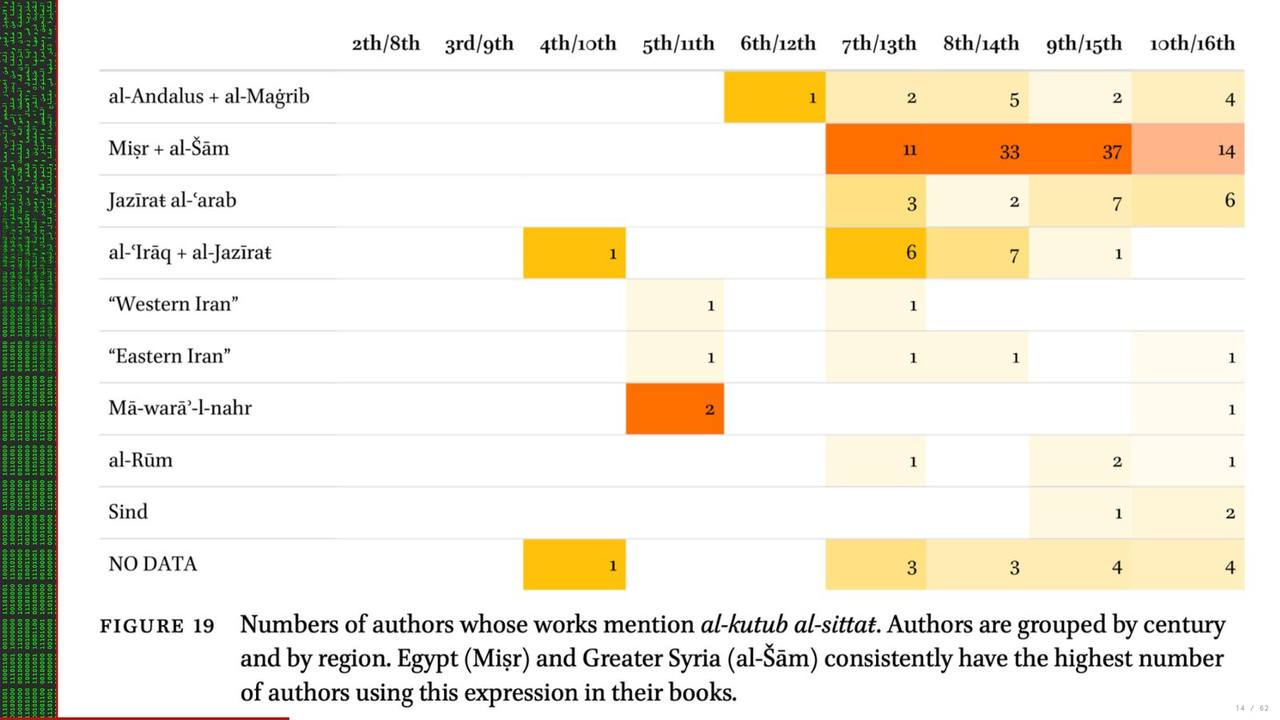 2th/8th 3rd/9th 4th/10th 5th/11th 6th/12th 7th/13th 8th/14th 9th/15th 10th/16th
al-Andalus + al-Maġrib 1 2 5 2 4
Miṣr + al-Šām 11 33 37 14
Jazīraŧ al-ʿarab 3 2 7 6
al-ʿIrāq + al-Jazīraŧ 1 6 7 1
“Western Iran” 1 1
“Eastern Iran” 1 1 1 1
Mā-warāʾ-l-nahr 2 1
al-Rūm 1 2 1
Sind 1 2
NO DATA 1 3 3 4 4
FIGURE 19 Numbers of authors whose works mention al-kutub al-sittaŧ. Authors are grouped by century
and by region. Egypt (Miṣr) and Greater Syria (al-Šām) consistently have the highest number
of authors using this expression in their books.
14 / 62